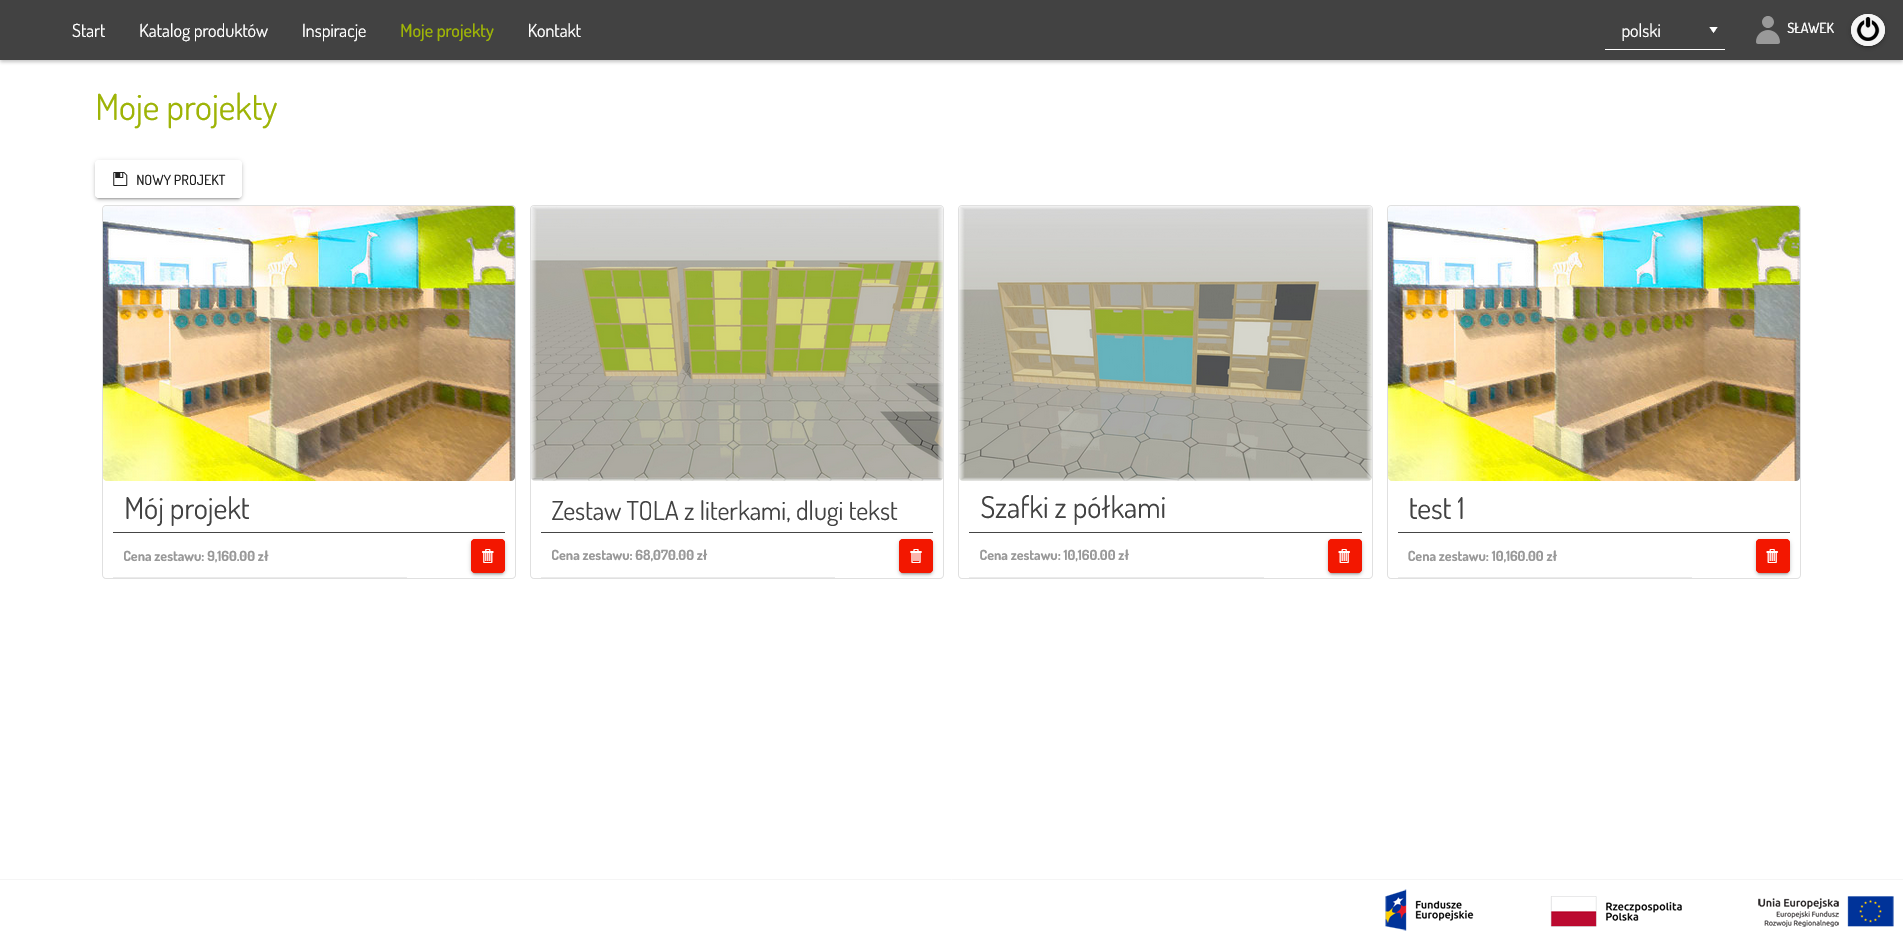 Start Katalog produktów Inspiracje Moje projekty Kontakt polski SŁAWEK
Moje projekty
NOWY PROJEKT
Mój projekt
Cena zestawu: 9,160.00 zł
Zestaw TOLA z literkami, dlugi tekst
Cena zestawu: 68,070.00 zł
Szafki z półkami
Cena zestawu: 10,160.00 zł
test 1
Cena zestawu: 10,160.00 zł
Fundusze
Europejskie
Rzeczpospolita
Polska
Unia Europejska
Europejski Fundusz
Rozwoju Regionalnego